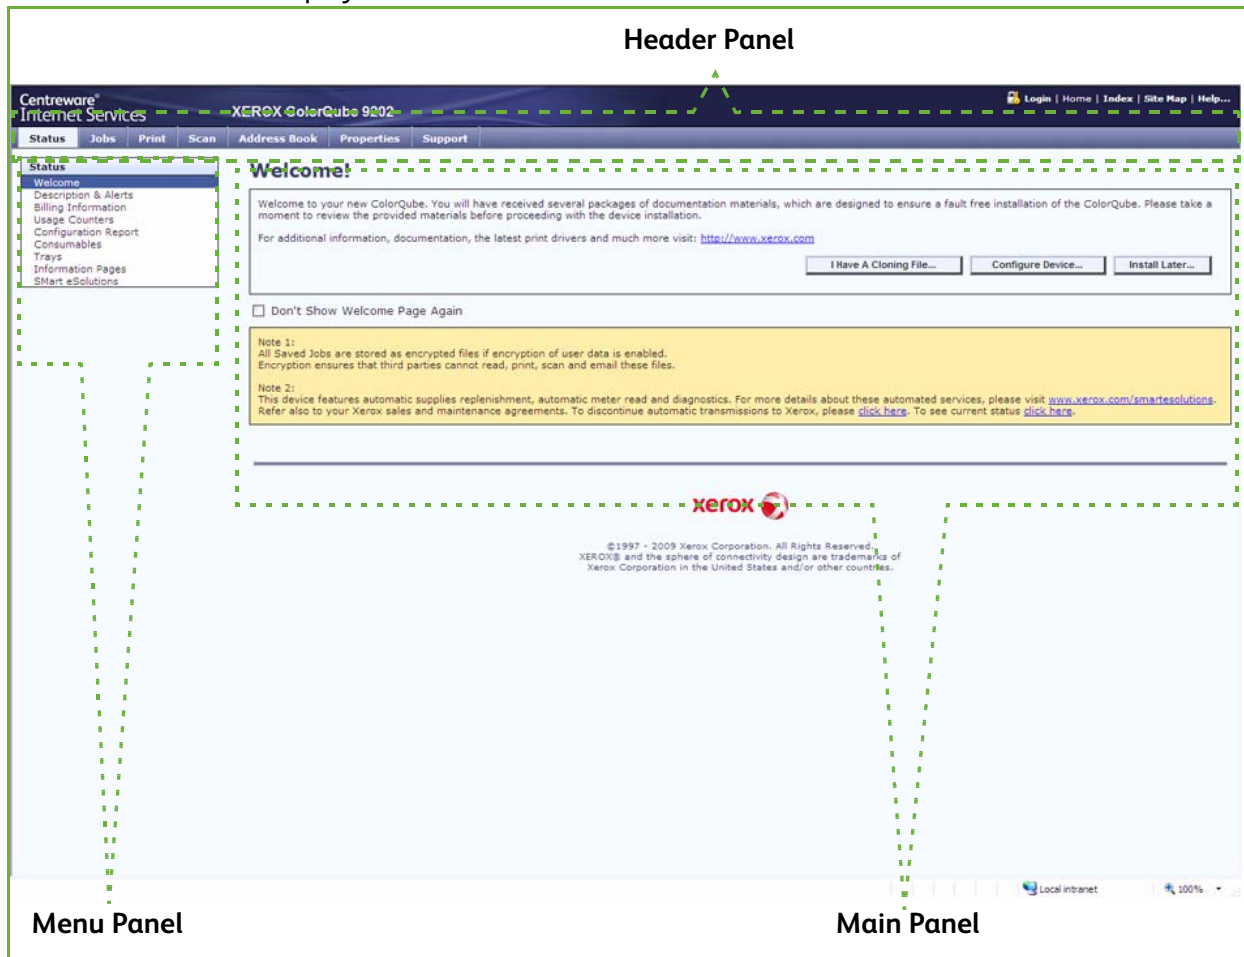 Header Panel
Centreware®
Internet Services
XEROX ColorQube 9202
Login | Home | Index | Site Map | Help...
Status Jobs Print Scan Address Book Properties Support
Status
Welcome
Description & Alerts
Billing Information
Usage Counters
Configuration Report
Consumables
Trays
Information Pages
SMart eSolutions
Welcome!
Welcome to your new ColorQube. You will have received several packages of documentation materials, which are designed to ensure a fault free installation of the ColorQube. Please take a
moment to review the provided materials before proceeding with the device installation.
For additional information, documentation, the latest print drivers and much more visit: http://www.xerox.com
I Have A Cloning File... Configure Device... Install Later...
Don't Show Welcome Page Again
Note 1:
All Saved Jobs are stored as encrypted files if encryption of user data is enabled.
Encryption ensures that third parties cannot read, print, scan and email these files.
Note 2:
This device features automatic supplies replenishment, automatic meter read and diagnostics. For more details about these automated services, please visit www.xerox.com/smartesolutions.
Refer also to your Xerox sales and maintenance agreements. To discontinue automatic transmissions to Xerox, please click here. To see current status click here.
xerox
©1997 - 2009 Xerox Corporation. All Rights Reserved.
XEROX® and the sphere of connectivity design are trademarks of
Xerox Corporation in the United States and/or other countries.
Local intranet 100%
Menu Panel
Main Panel